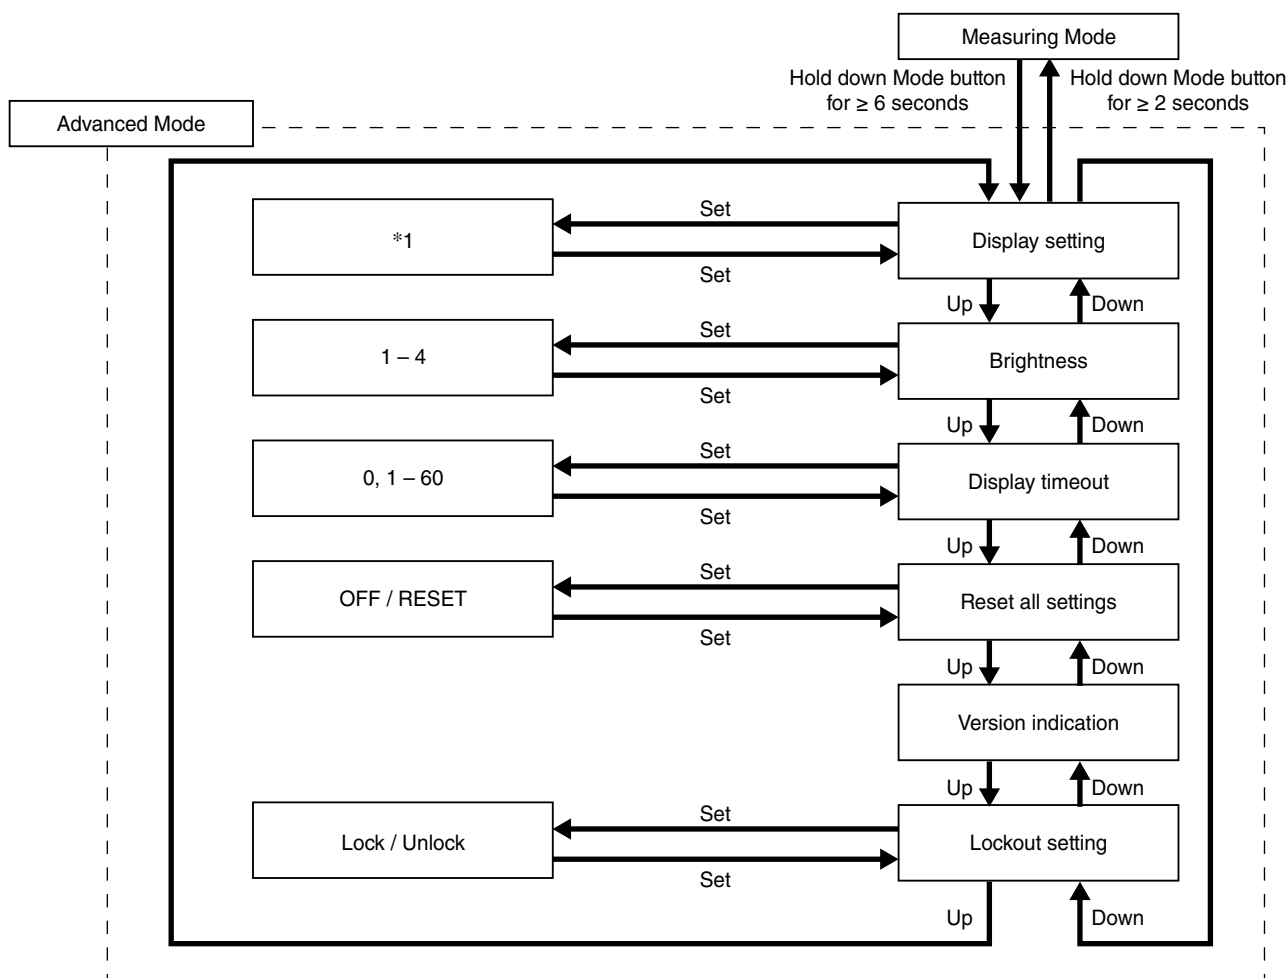 Measuring Mode
Hold down Mode button
for ≥ 6 seconds
Hold down Mode button
for ≥ 2 seconds
Advanced Mode
*1
Set
Set
Display setting
Up
Down
1 – 4
Set
Set
Brightness
Up
Down
0, 1 – 60
Set
Set
Display timeout
Up
Down
OFF / RESET
Set
Set
Reset all settings
Up
Down
Version indication
Up
Down
Lock / Unlock
Set
Set
Lockout setting
Up
Down